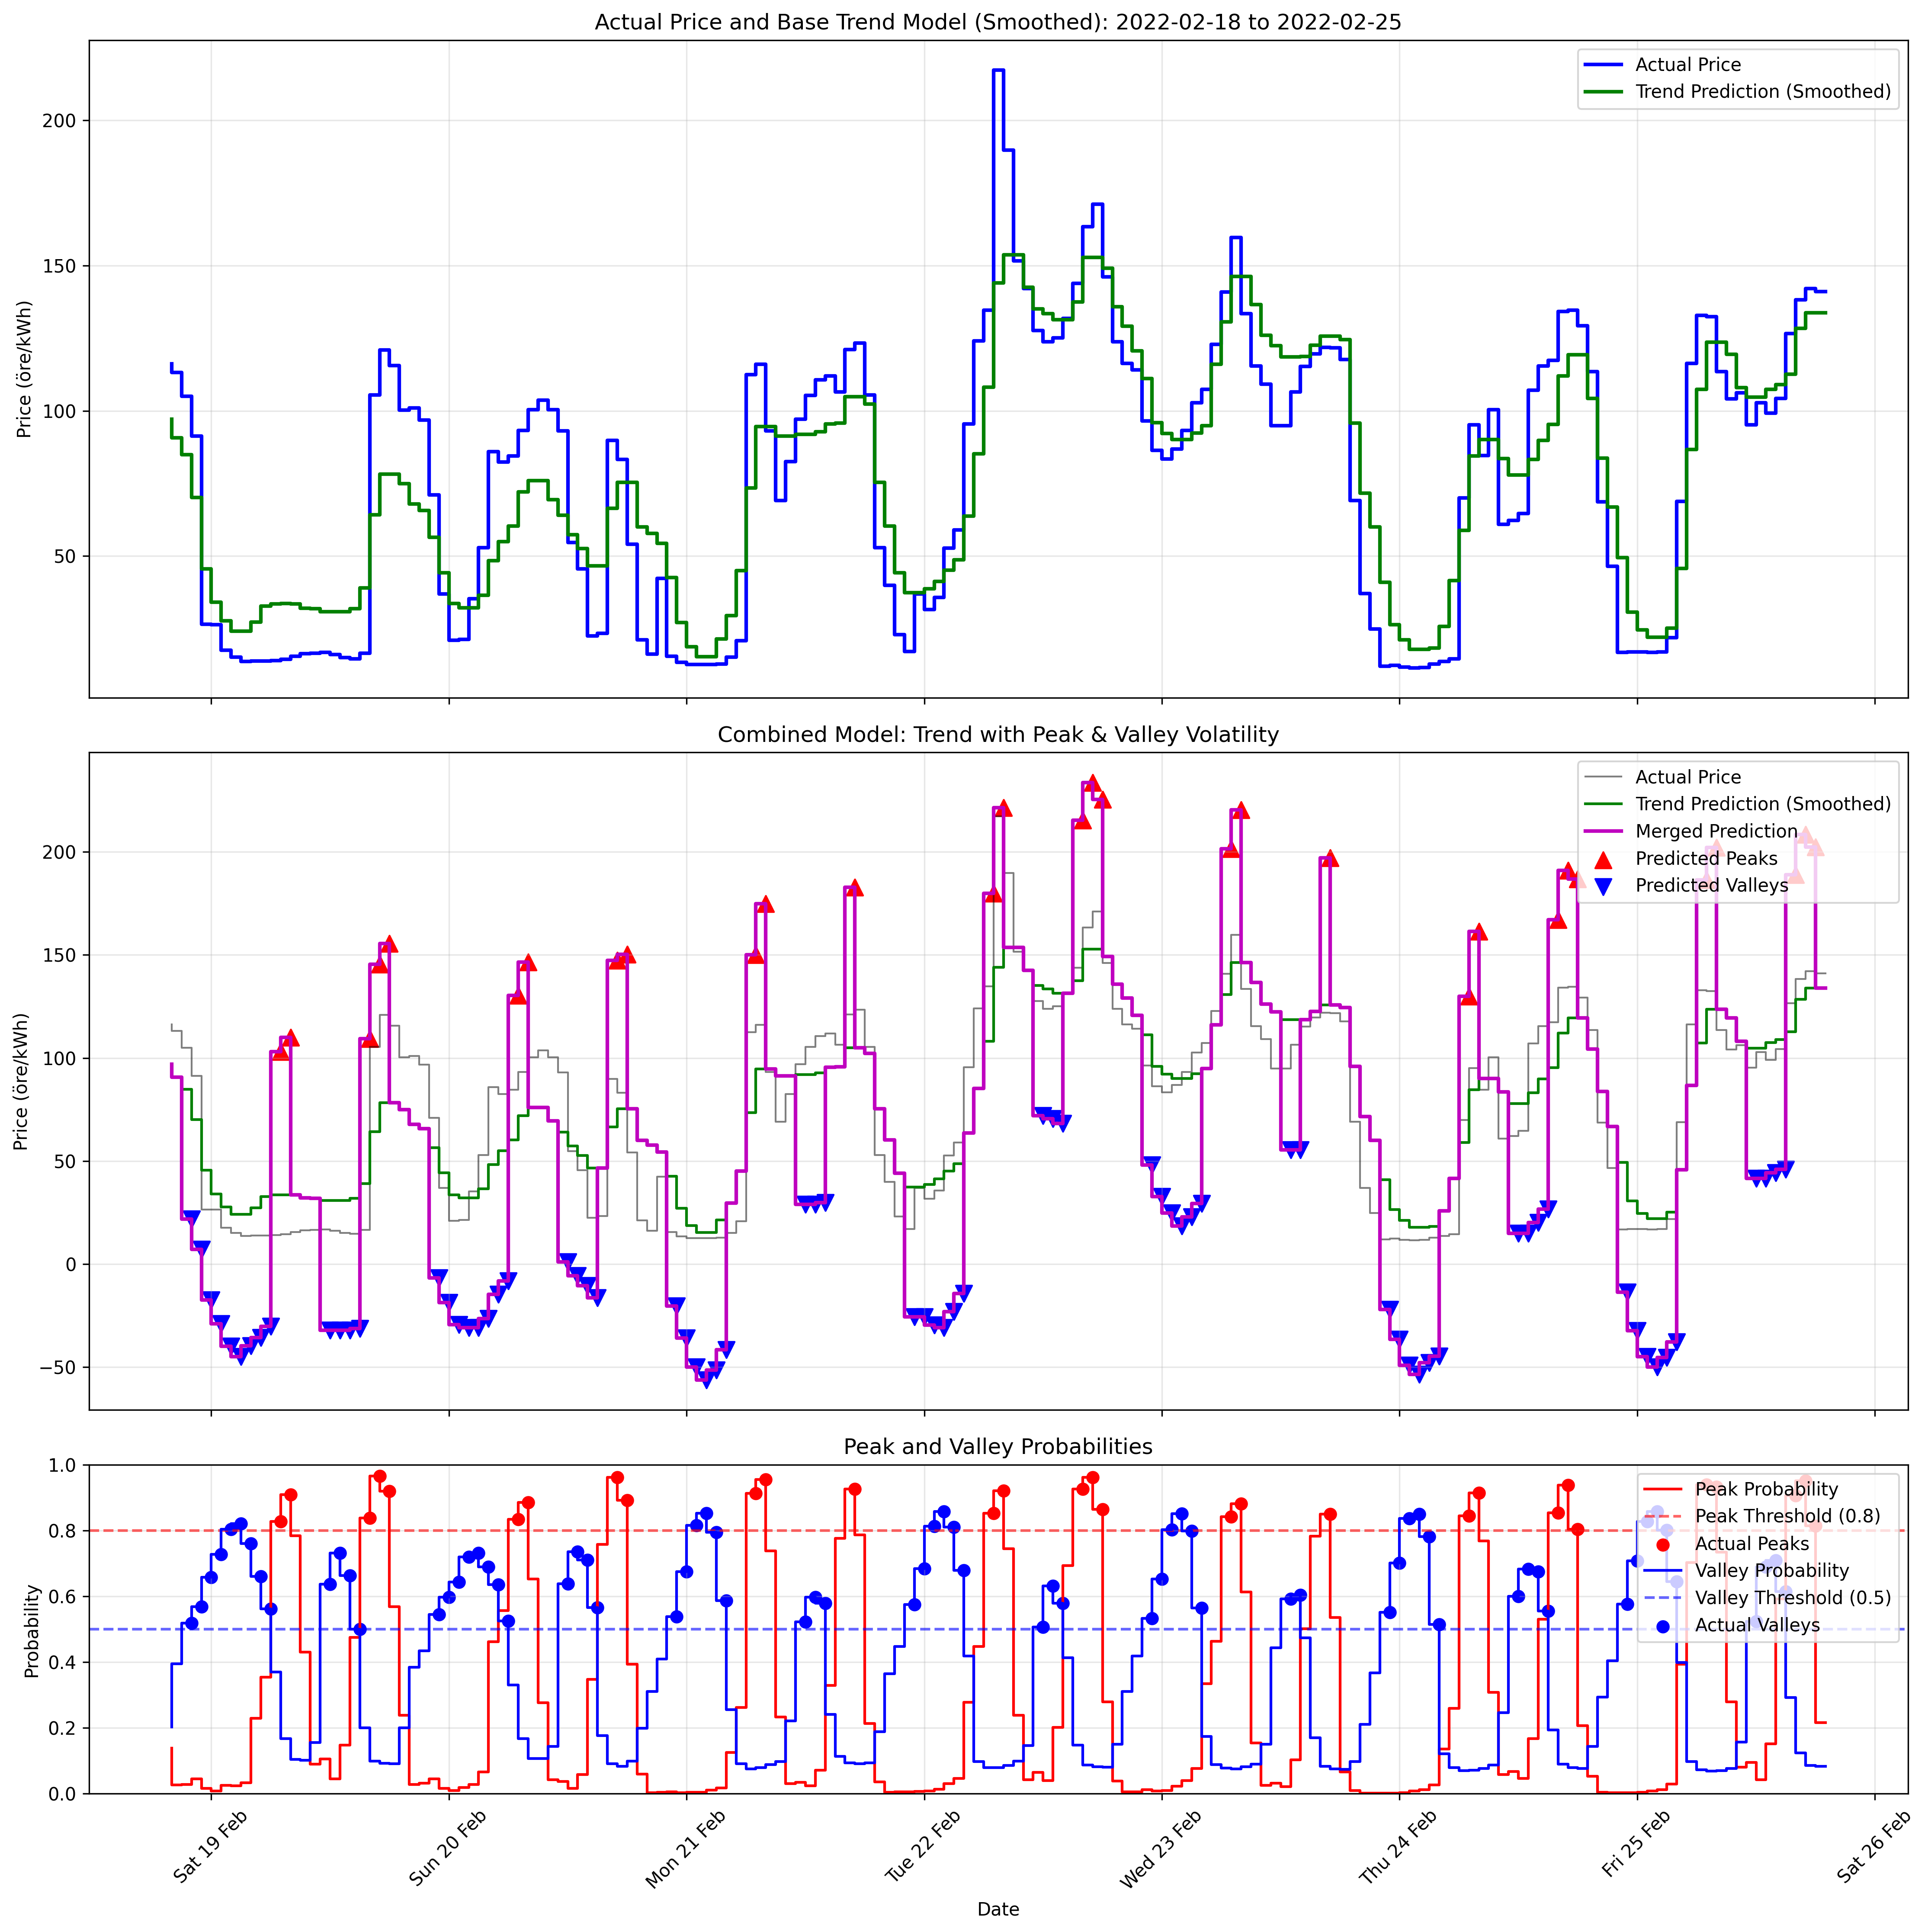 Actual Price and Base Trend Model (Smoothed): 2022-02-18 to 2022-02-25
Price (öre/kWh)
200
150
100
50
Actual Price
Trend Prediction (Smoothed)
Combined Model: Trend with Peak & Valley Volatility
Price (öre/kWh)
200
150
100
50
0
−50
Actual Price
Trend Prediction (Smoothed)
Merged Prediction
Predicted Peaks
Predicted Valleys
Peak and Valley Probabilities
Probability
1.0
0.8
0.6
0.4
0.2
0.0
Peak Probability
Peak Threshold (0.8)
Actual Peaks
Valley Probability
Valley Threshold (0.5)
Actual Valleys
Sat 19 Feb
Sun 20 Feb
Mon 21 Feb
Tue 22 Feb
Wed 23 Feb
Thu 24 Feb
Fri 25 Feb
Sat 26 Feb
Date